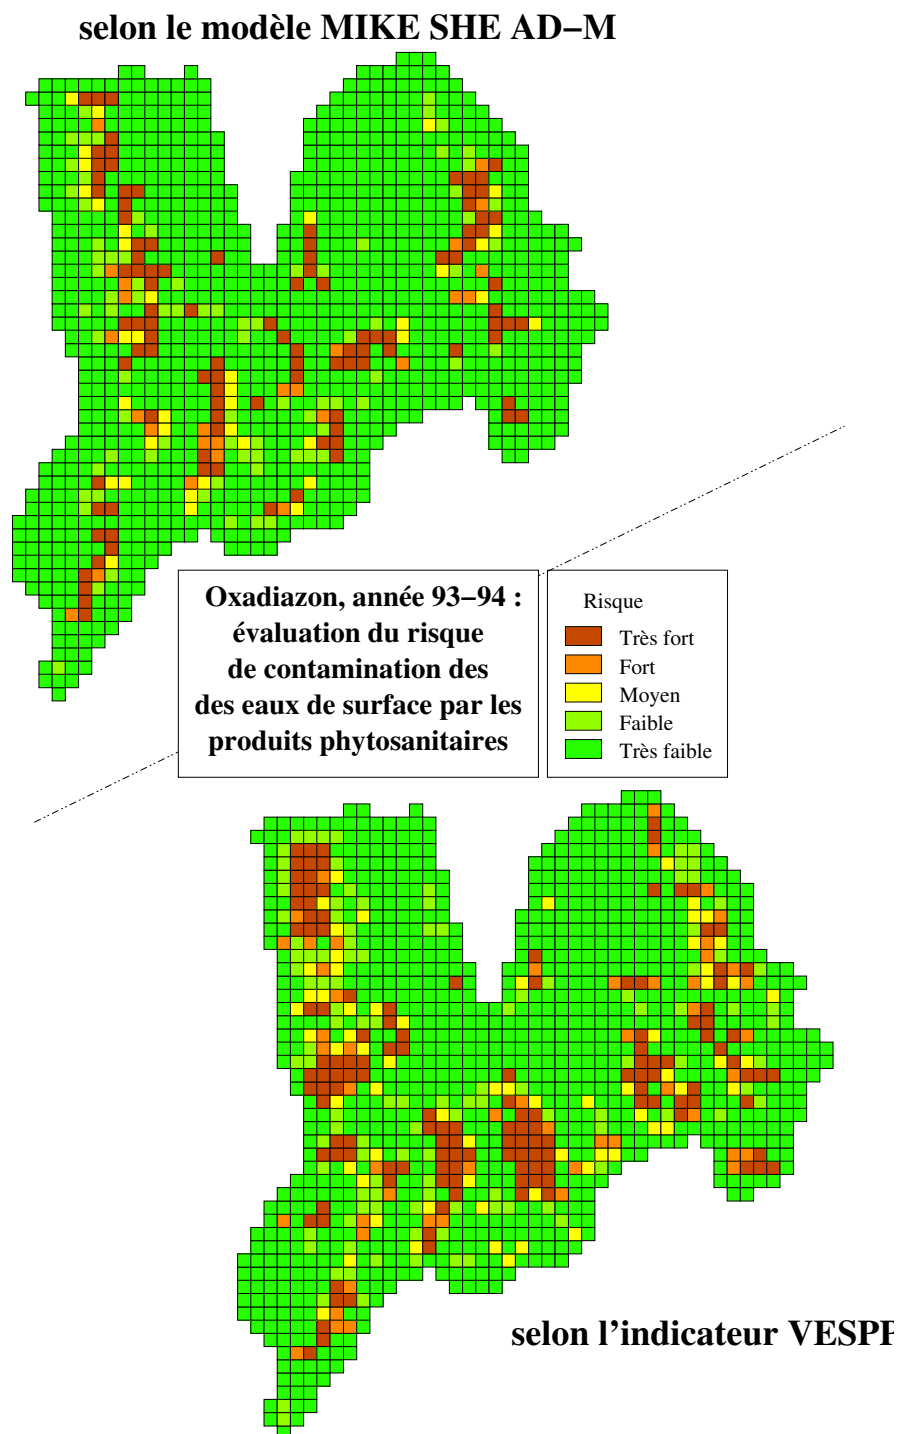 selon le modèle MIKE SHE AD–M
Oxadiazon, année 93–94 :
évaluation du risque
de contamination des
des eaux de surface par les
produits phytosanitaires
Risque
Très fort
Fort
Moyen
Faible
Très faible
selon l'indicateur